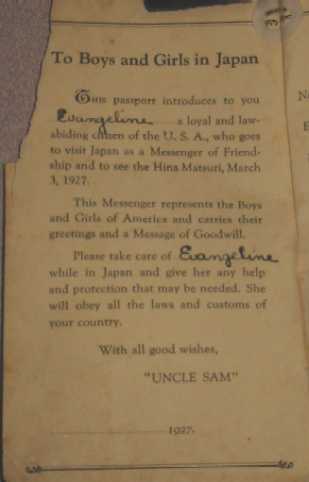 31
To Boys and Girls in Japan
This passport introduces to you
Evangeline a loyal and law-
abiding citizen of the U. S. A., who goes
to visit Japan as a Messenger of Friend-
ship and to see the Hina Matsuri, March
3, 1927.
This Messenger represents the Boys
and Girls of America and carries their
greetings and a Message of Goodwill.
Please take care of Evangeline
while in Japan and give her any help
and protection that may be needed. She
will obey all the laws and customs of
your country.
With all good wishes,
"UNCLE SAM"
1927.